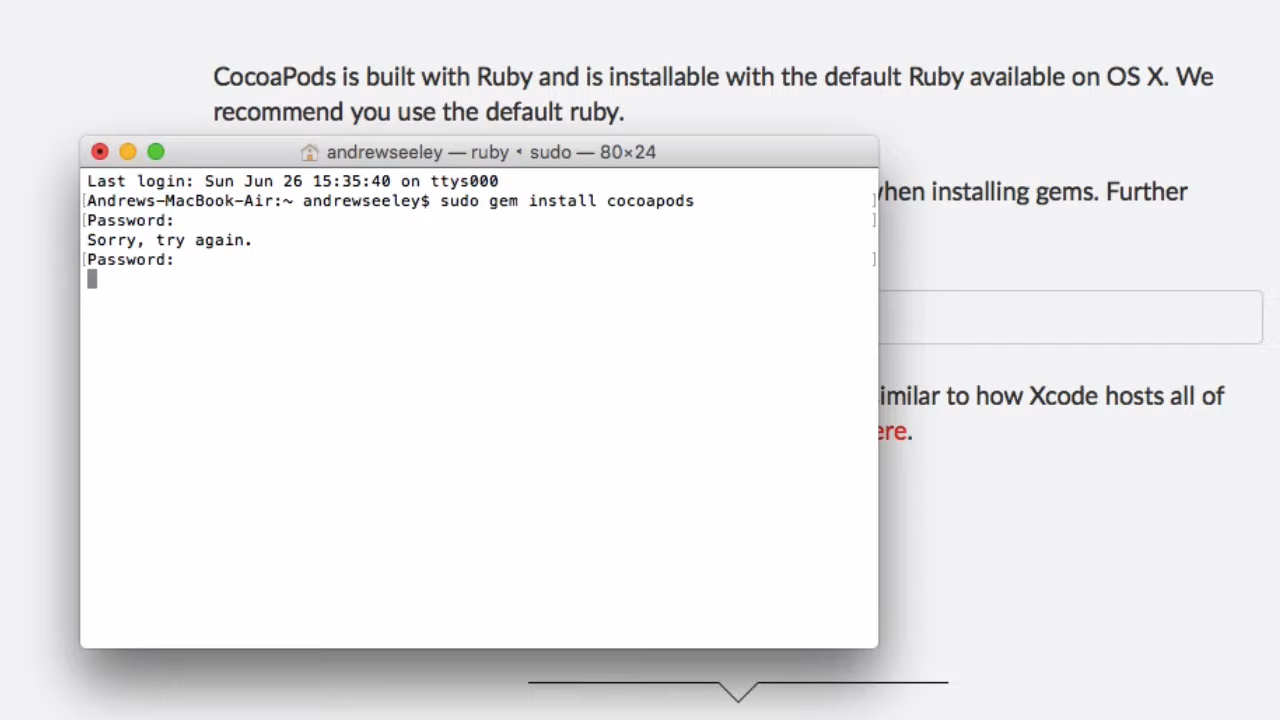 CocoaPods is built with Ruby and is installable with the default Ruby available on OS X. We
recommend you use the default ruby.
andrewseeley — ruby ◂ sudo — 80×24
Last login: Sun Jun 26 15:35:40 on ttys000
[Andrews-MacBook-Air:~ andrewseeley$ sudo gem install cocoapods ]
when installing gems. Further
[Password: ]
Sorry, try again.
[Password: ]
similar to how Xcode hosts all of
ere.